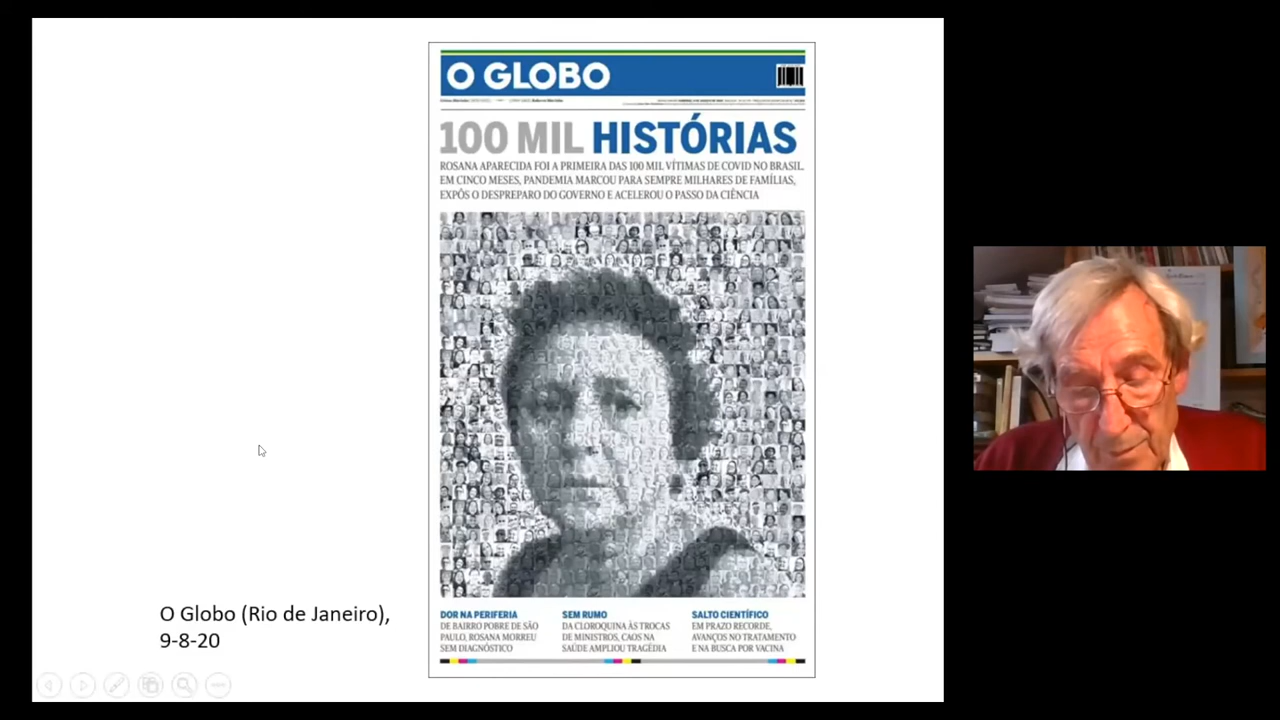 O GLOBO
100 MIL HISTÓRIAS
ROSANA APARECIDA FOI A PRIMEIRA DAS 100 MIL VÍTIMAS DE COVID NO BRASIL.
EM CINCO MESES, PANDEMIA MARCOU PARA SEMPRE MILHARES DE FAMÍLIAS,
EXPÔS O DESPREPARO DO GOVERNO E ACELEROU O PASSO DA CIÊNCIA
DOR NA PERIFERIA
DE BAIRRO POBRE DE SÃO
PAULO, ROSANA MORREU
SEM DIAGNÓSTICO
SEM RUMO
DA CLOROQUINA ÀS TROCAS
DE MINISTROS, CAOS NA
SAÚDE AMPLIOU TRAGÉDIA
SALTO CIENTÍFICO
EM PRAZO RECORDE,
AVANÇOS NO TRATAMENTO
E NA BUSCA POR VACINA
O Globo (Rio de Janeiro),
9-8-20